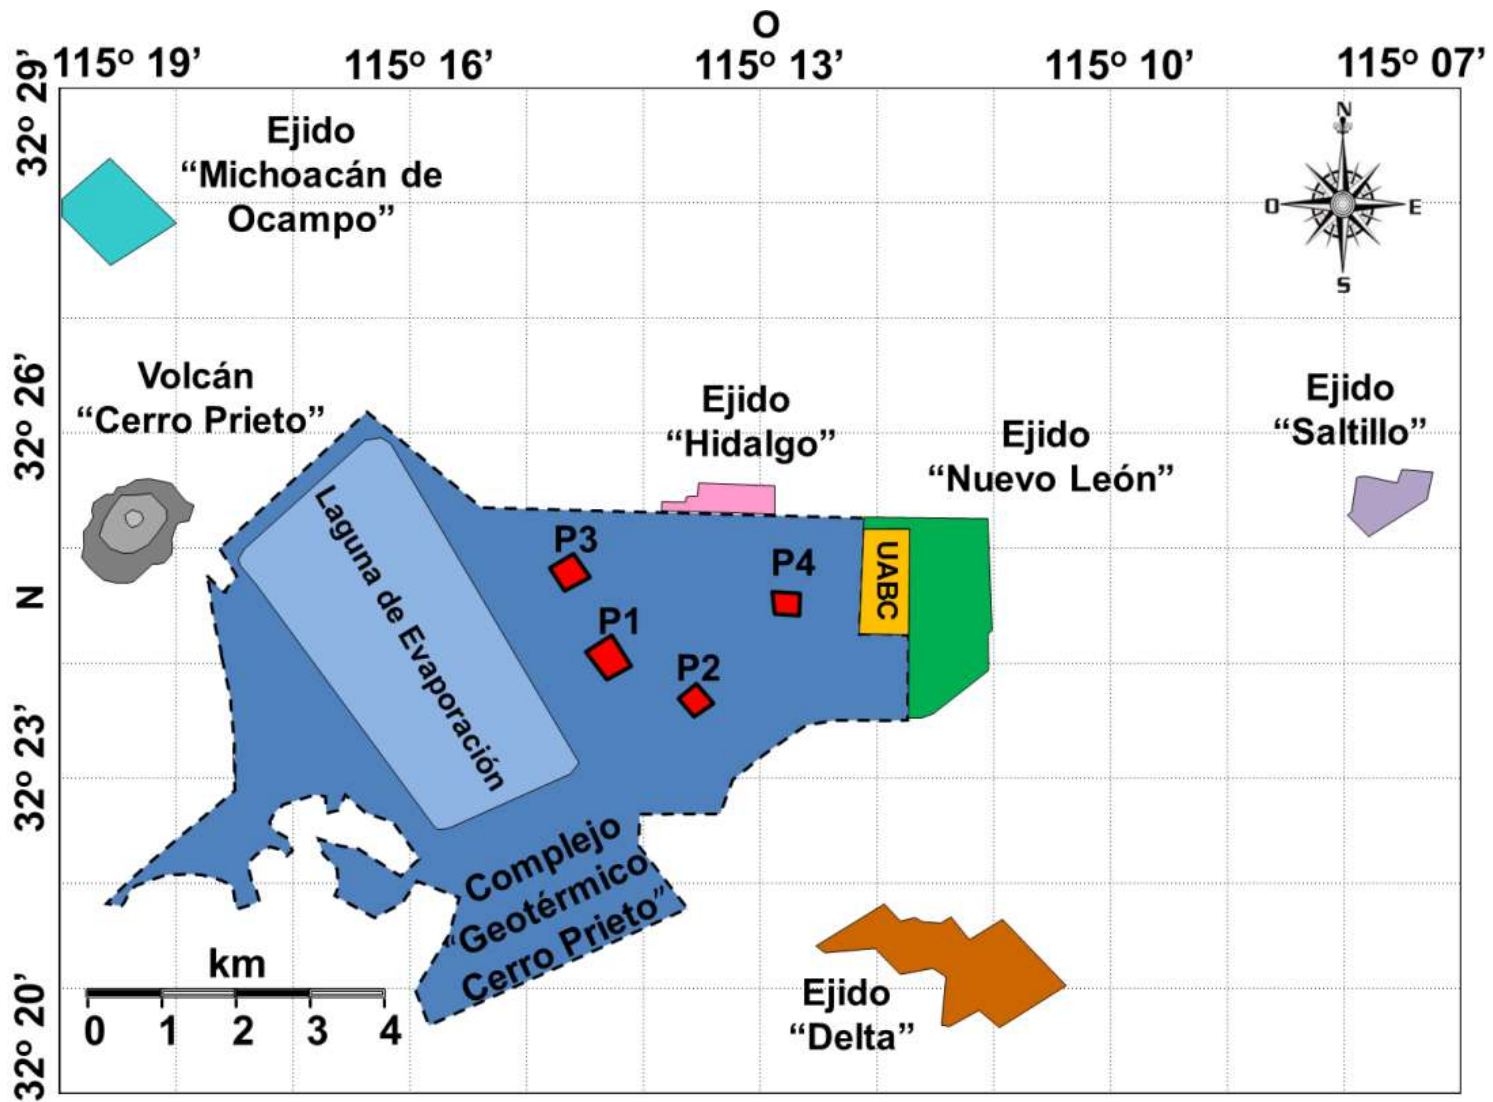 O
115º 19’ 115º 16’ 115º 13’ 115º 10’ 115º 07’
32º 29’
32º 26’
N
32º 23’
32º 20’
Ejido
“Michoacán de
Ocampo”
N
O E
S
Volcán
“Cerro Prieto”
Ejido
“Hidalgo”
Ejido
“Nuevo León”
Ejido
“Saltillo”
Laguna de Evaporación
P3
P4
P1
P2
UABC
Complejo
“Geotérmico
Cerro Prieto”
km
0 1 2 3 4
Ejido
“Delta”